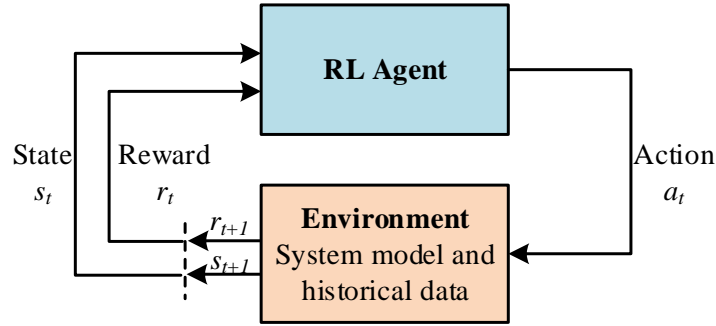 RL Agent
State
s_t
Reward
r_t
Action
a_t
Environment
System model and
historical data
r_{t+1}
s_{t+1}